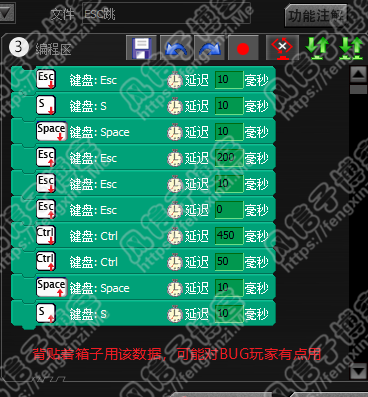 文件 ESC跳
功能注解
3 编程区
Esc 键盘: Esc 延迟 10 毫秒
S 键盘: S 延迟 10 毫秒
Space 键盘: Space 延迟 10 毫秒
Esc 键盘: Esc 延迟 200 毫秒
Esc 键盘: Esc 延迟 10 毫秒
Esc 键盘: Esc 延迟 0 毫秒
Ctrl 键盘: Ctrl 延迟 450 毫秒
Ctrl 键盘: Ctrl 延迟 50 毫秒
Space 键盘: Space 延迟 10 毫秒
S 键盘: S 延迟 10 毫秒
背贴着箱子用该数据，可能对BUG玩家有点用